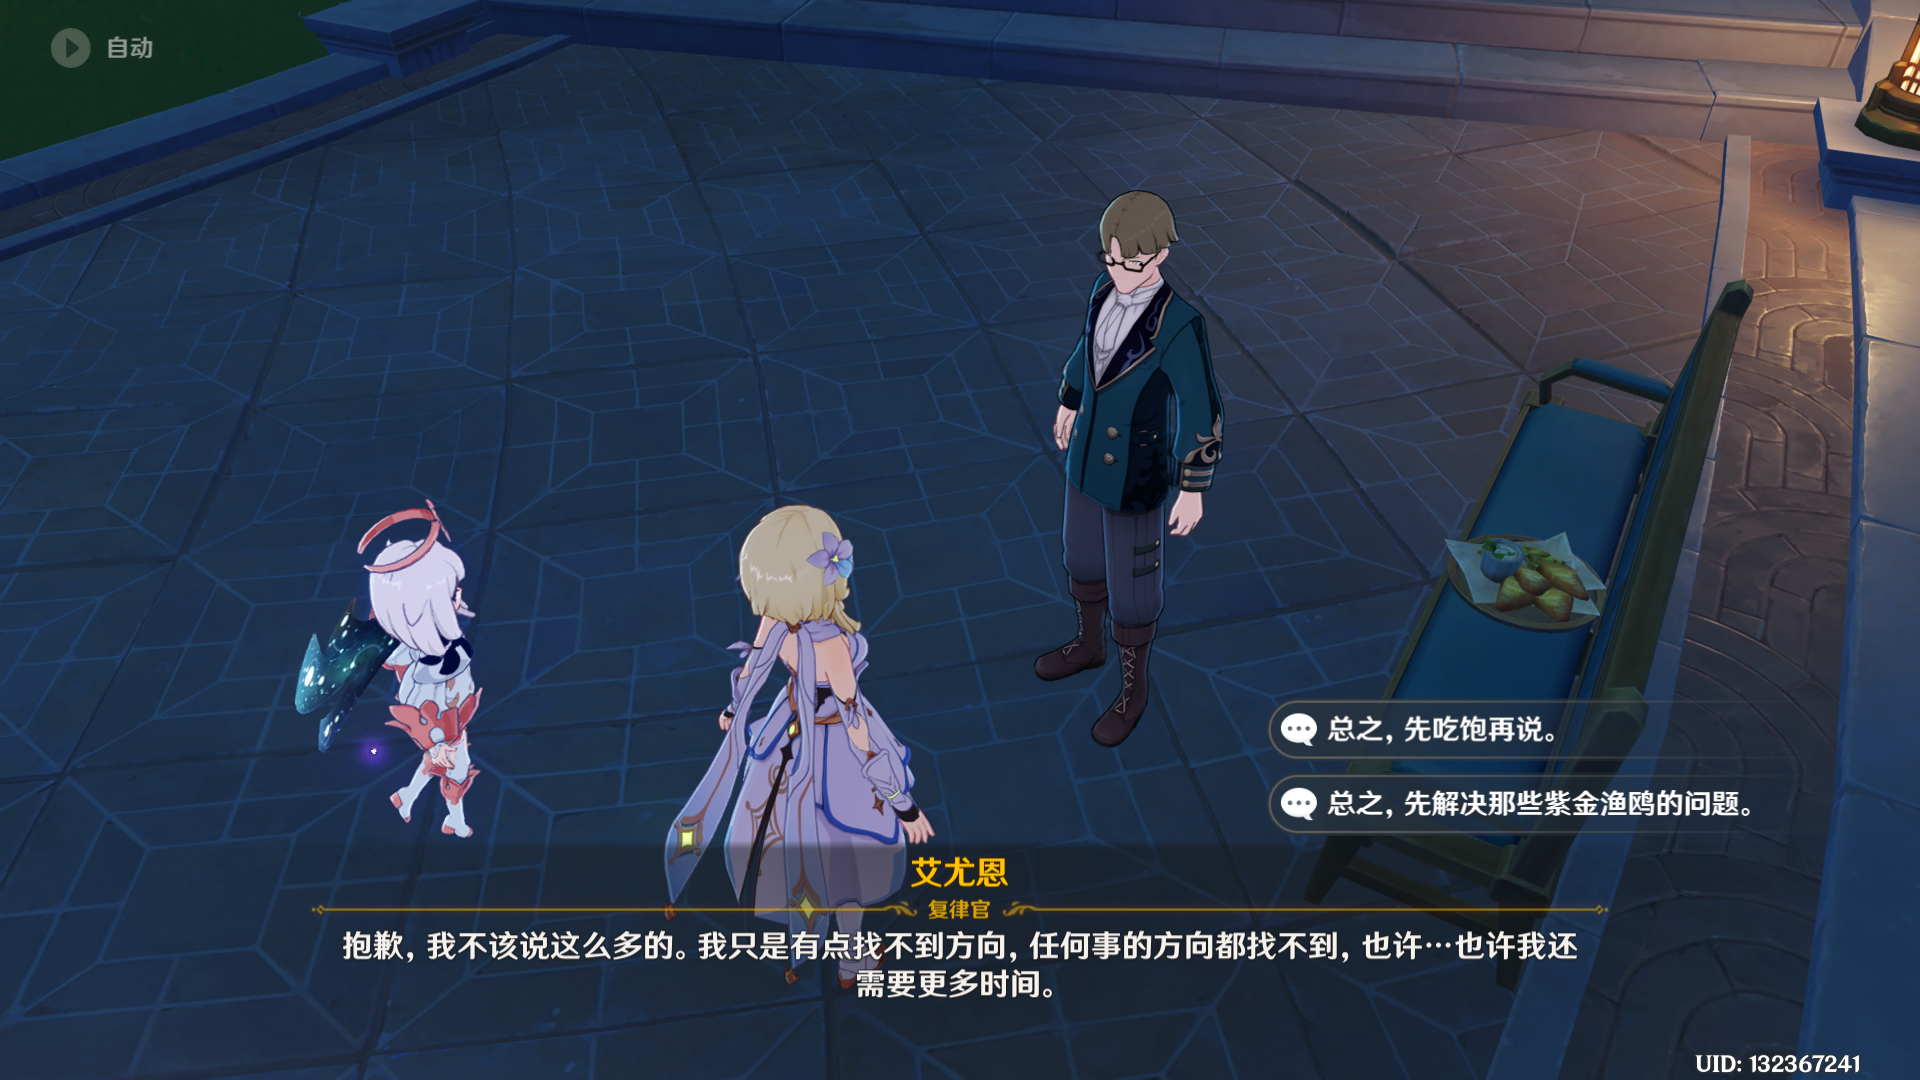 自动
总之，先吃饱再说。
总之，先解决那些紫金渔鸥的问题。
艾尤恩
复律官
抱歉，我不该说这么多的。我只是有点找不到方向，任何事的方向都找不到，也许…也许我还
需要更多时间。
UID: 132367241